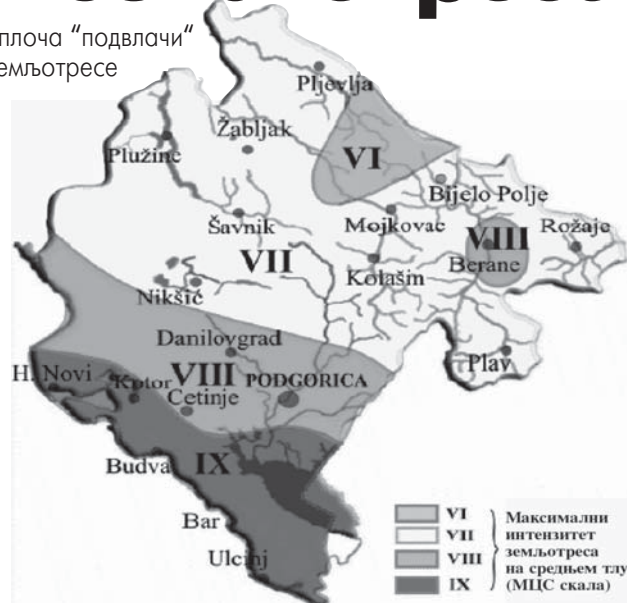 плоча “подвлачи“
емљотресе
Pljevlja
Žabljak
Plužine
VI
Bijelo Polje
Šavnik
Mojkovac
VIII
Rožaje
VII
Berane
Kolašin
Nikšić
Danilovgrad
Plav
H. Novi
Kotor
VIII
PODGORICA
Cetinje
Budva
IX
Bar
Ulcinj
VI
VII
VIII
IX
Максимални
интензитет
земљотреса
на средњем тлу
(МЦС скала)